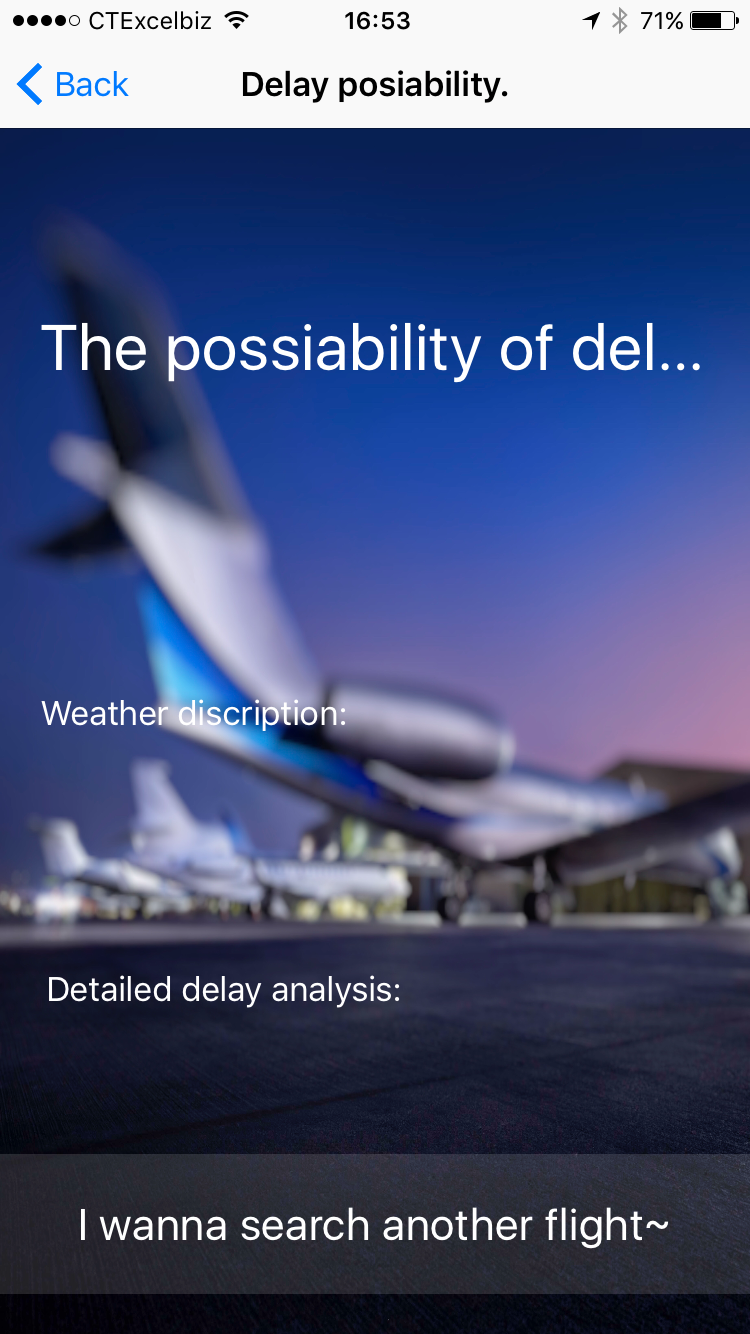 CTExcelbiz 16:53 71%
Back Delay posiability.
The possiability of del...
Weather discription:
Detailed delay analysis:
I wanna search another flight~